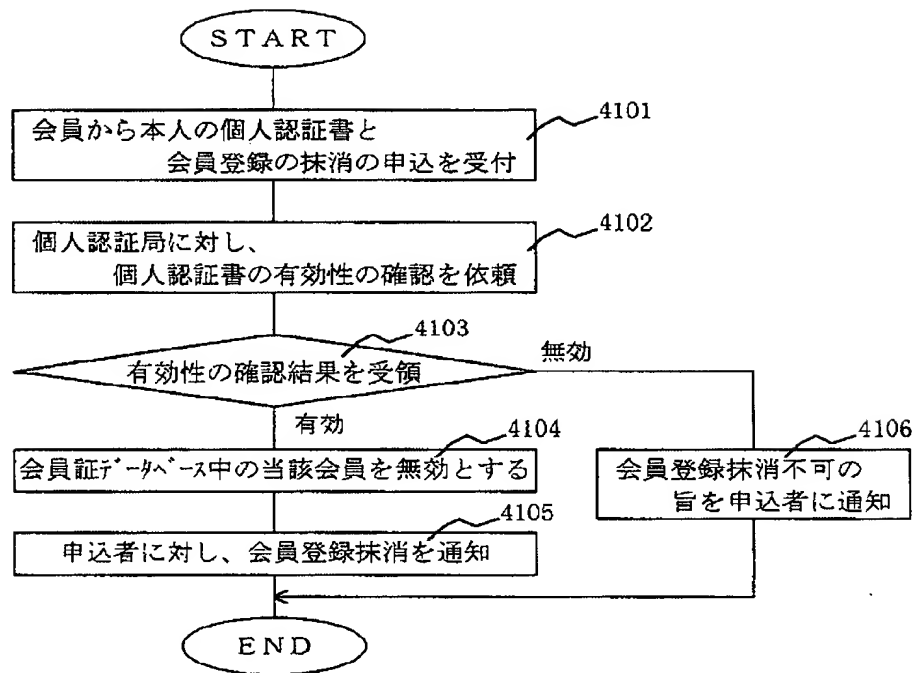 START
4101
会員から本人の個人認証書と
会員登録の抹消の申込を受付
4102
個人認証局に対し、
個人認証書の有効性の確認を依頼
4103
有効性の確認結果を受領
無効
有効
4104
会員証ﾃﾞｰﾀﾍﾞｰｽ中の当該会員を無効とする
4106
会員登録抹消不可の
旨を申込者に通知
4105
申込者に対し、会員登録抹消を通知
END